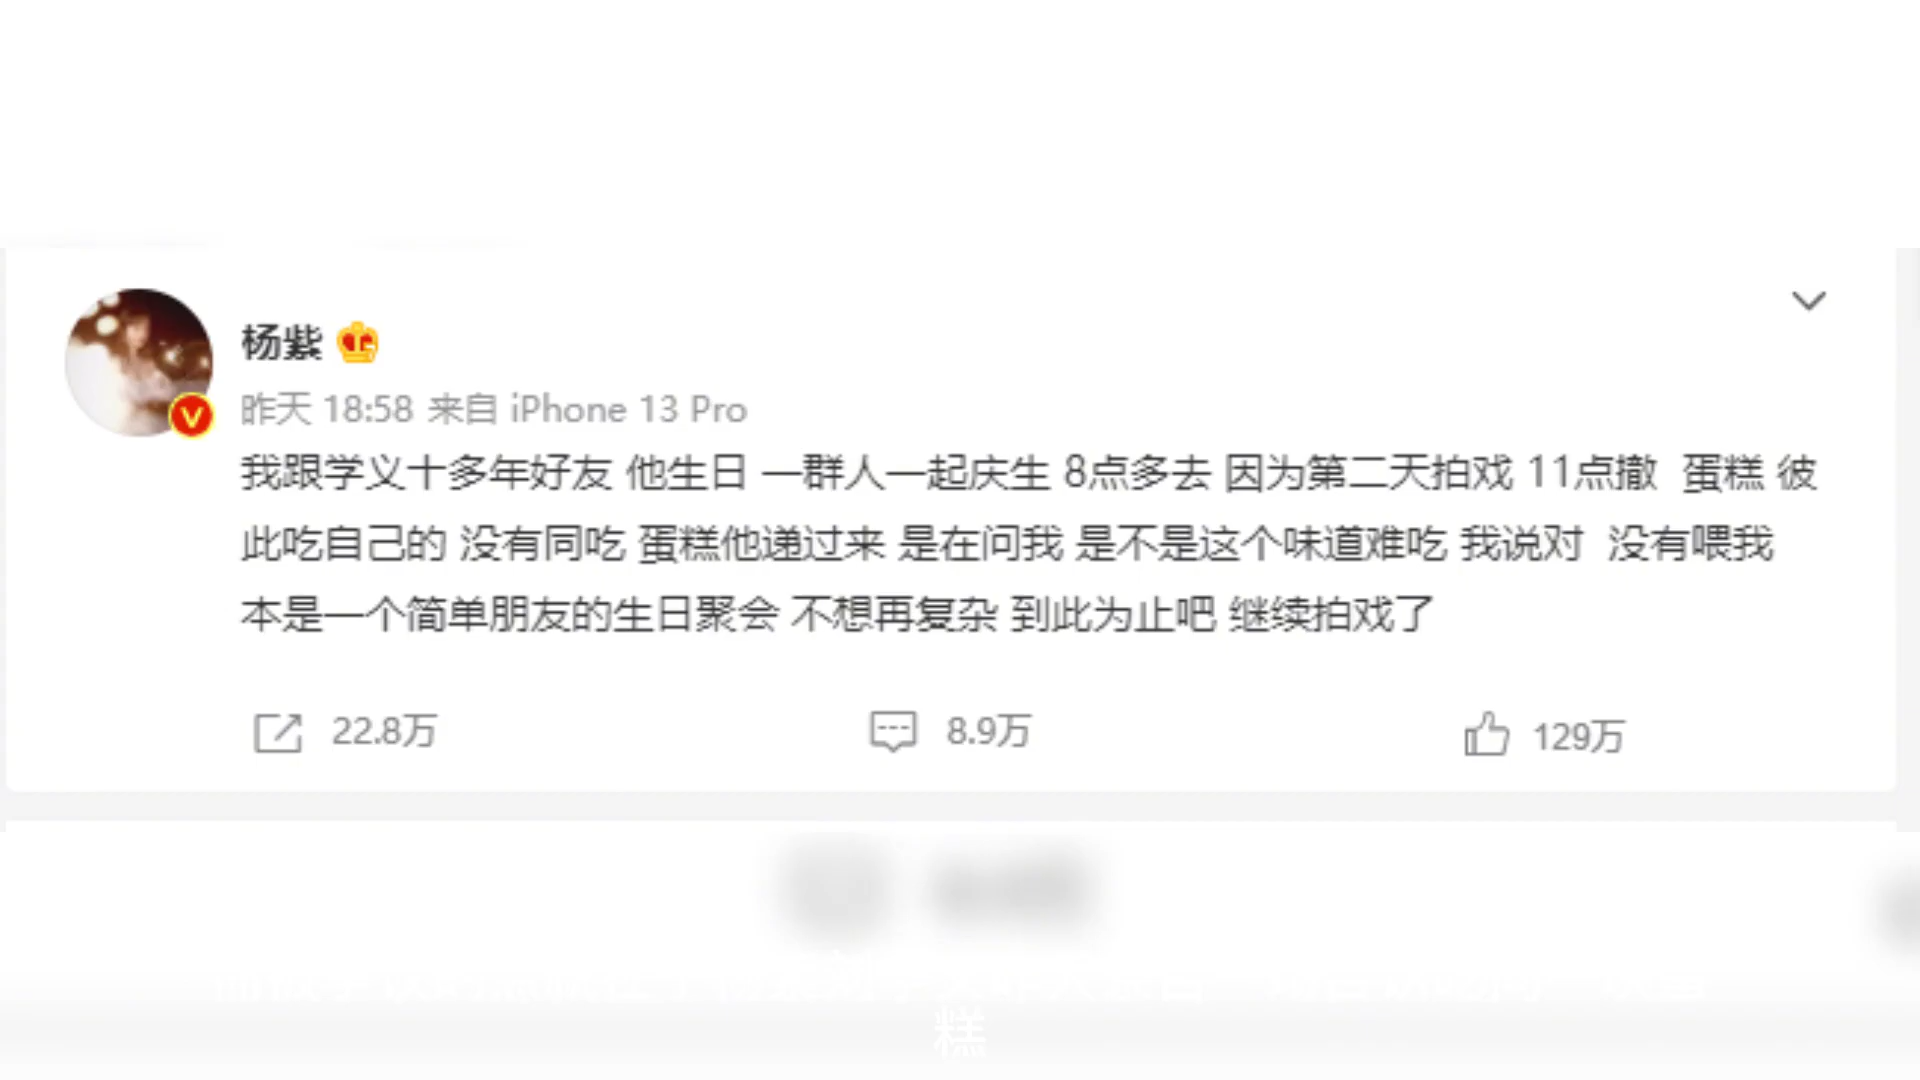 杨紫
昨天 18:58 来自 iPhone 13 Pro
我跟学义十多年好友 他生日 一群人一起庆生 8点多去 因为第二天拍戏 11点撤 蛋糕 彼
此吃自己的 没有同吃 蛋糕他递过来 是在问我 是不是这个味道难吃 我说对 没有喂我
本是一个简单朋友的生日聚会 不想再复杂 到此为止吧 继续拍戏了
22.8万 8.9万 129万
糕